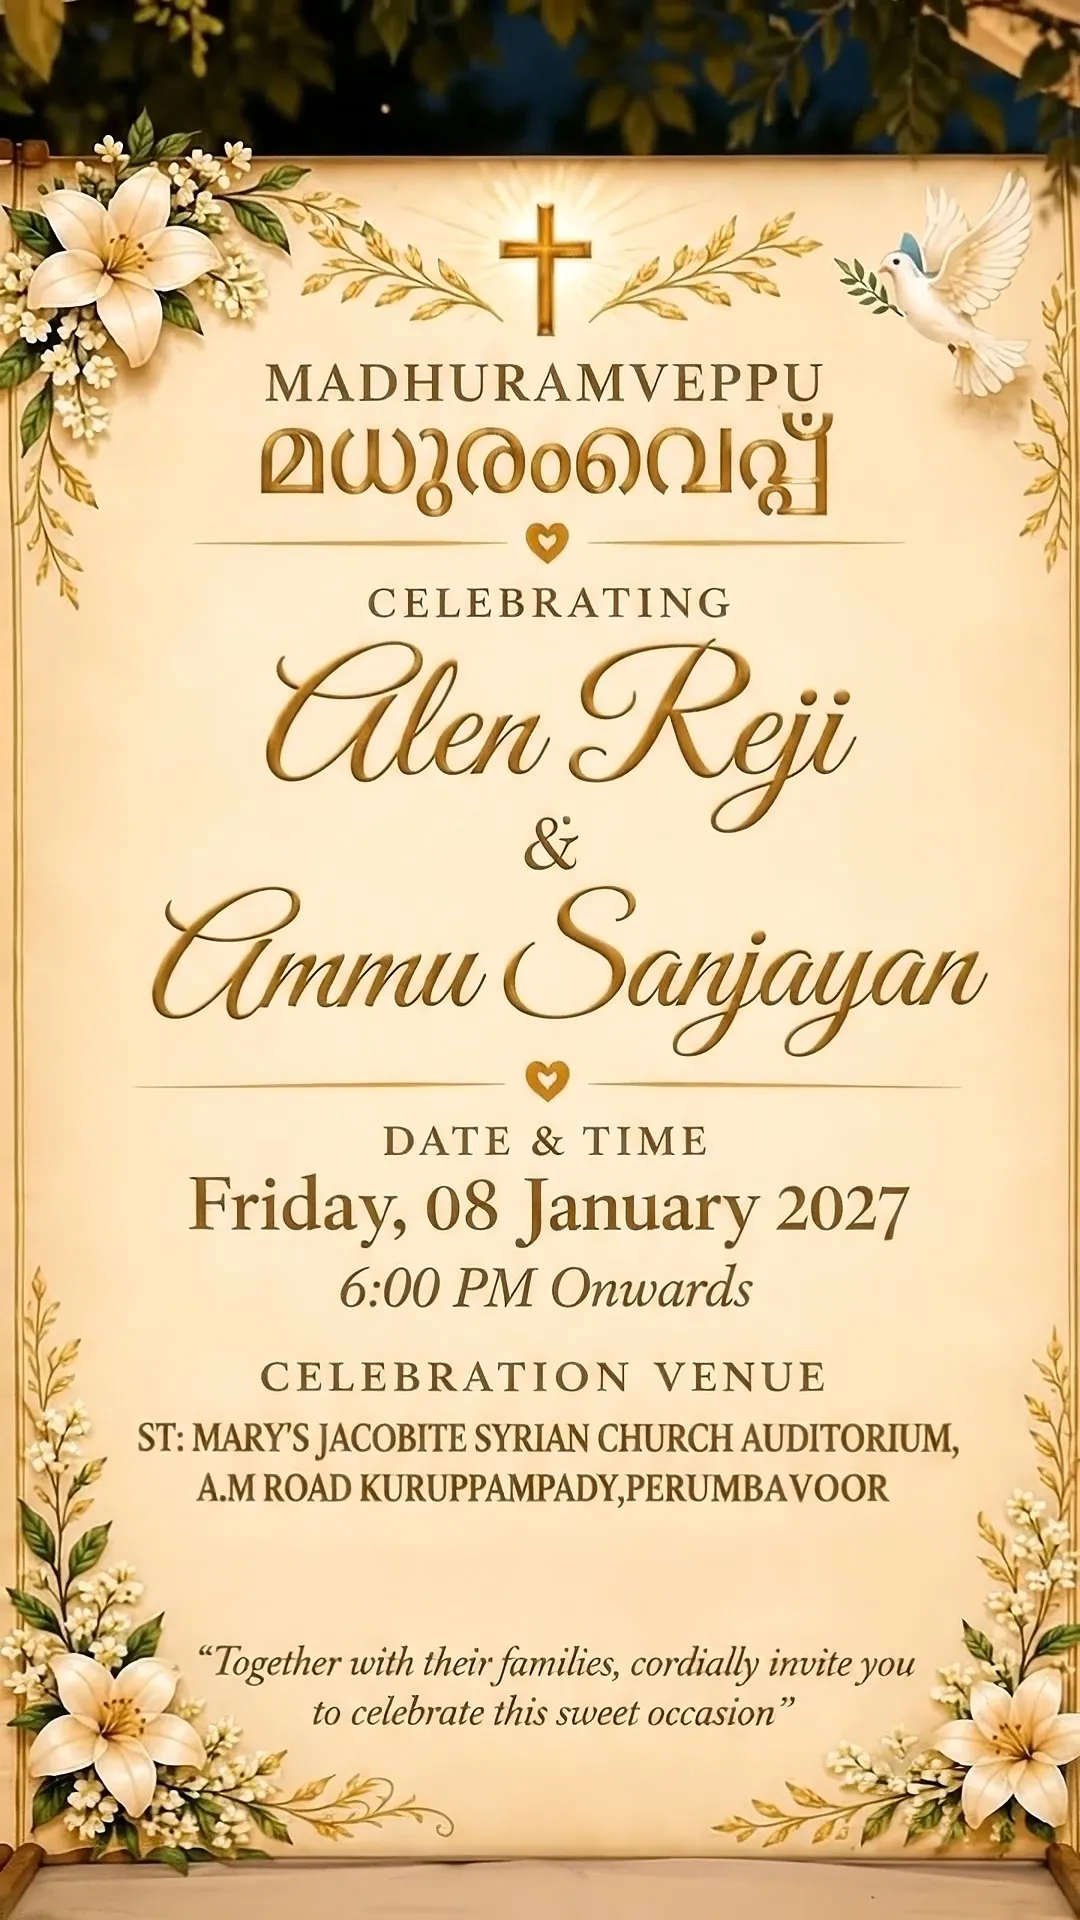 MADHURAMVEPPU
മധുരംവെപ്പ്
CELEBRATING
Alen Reji
&
Ammu Sanjayan
DATE & TIME
Friday, 08 January 2027
6:00 PM Onwards
CELEBRATION VENUE
ST: MARY'S JACOBITE SYRIAN CHURCH AUDITORIUM,
A.M ROAD KURUPPAMPADY,PERUMBAVOOR
“Together with their families, cordially invite you
to celebrate this sweet occasion”